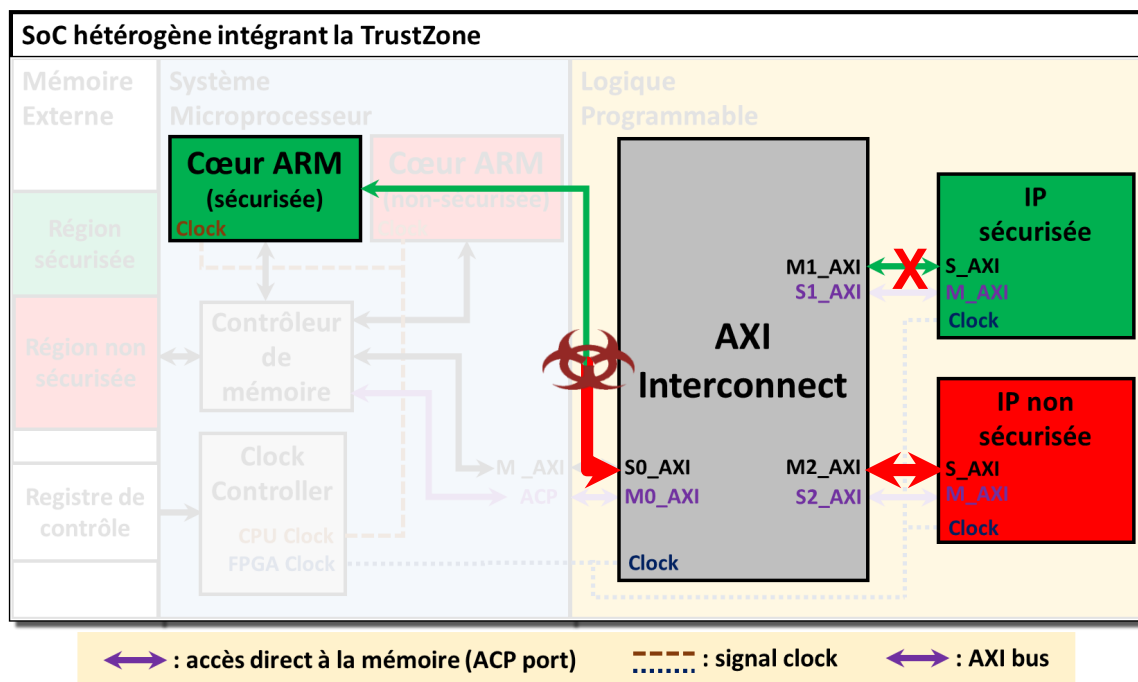 SoC hétérogène intégrant la TrustZone
Mémoire
Externe
Système
Microprocesseur
Logique
Programmable
Cœur ARM
(sécurisée)
Clock
Cœur ARM
(non-sécurisée)
Région
sécurisée
Région non
sécurisée
Registre de
contrôle
Contrôleur
de
mémoire
Clock
Controller
CPU Clock
FPGA Clock
M _AXI
ACP
AXI
Interconnect
S0_AXI
M0_AXI
Clock
M1_AXI
S1_AXI
M2_AXI
S2_AXI
IP
sécurisée
X
S_AXI
M_AXI
Clock
IP non
sécurisée
S_AXI
M_AXI
Clock
: accès direct à la mémoire (ACP port)
: signal clock
: AXI bus